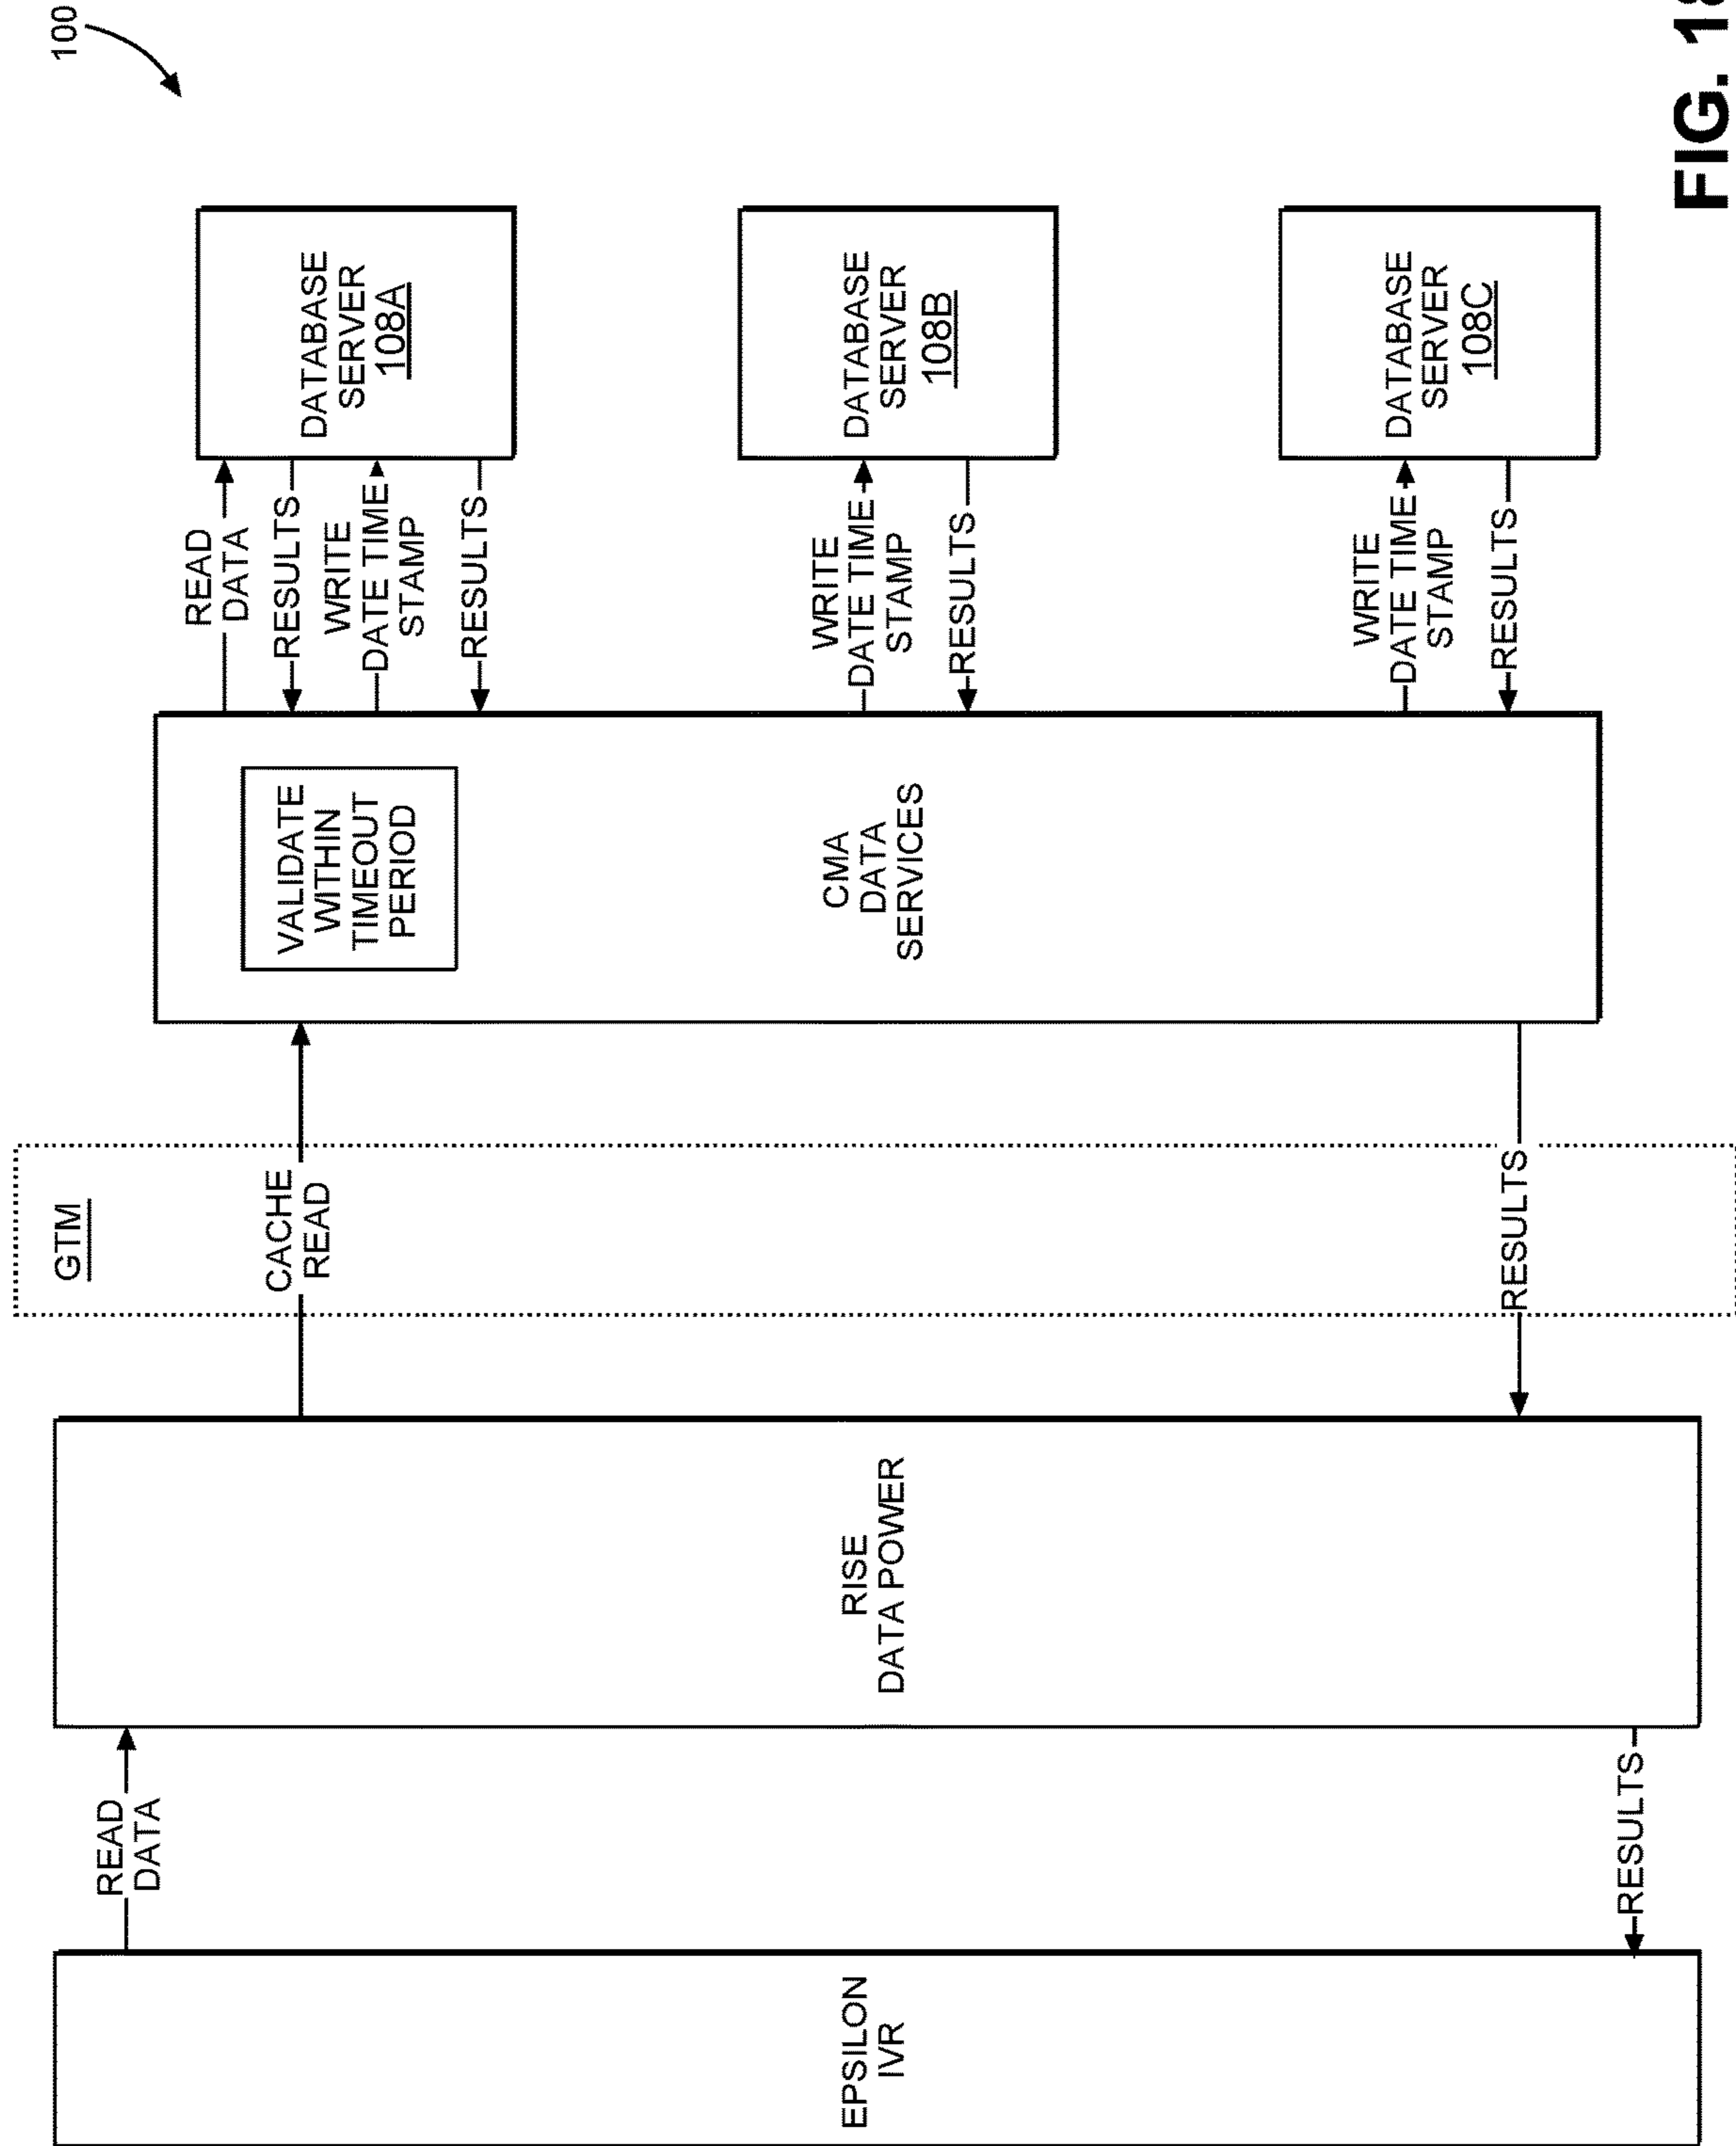 100
GTM
READ
DATA
CACHE
READ
VALIDATE
WITHIN
TIMEOUT
PERIOD
READ
DATA
RESULTS
WRITE
DATE TIME
STAMP
RESULTS
DATABASE
SERVER
108A
EPSILON
IVR
RISE
DATA POWER
CMA
DATA
SERVICES
WRITE
DATE TIME
STAMP
RESULTS
DATABASE
SERVER
108B
WRITE
DATE TIME
STAMP
RESULTS
DATABASE
SERVER
108C
RESULTS
RESULTS
FIG. 18